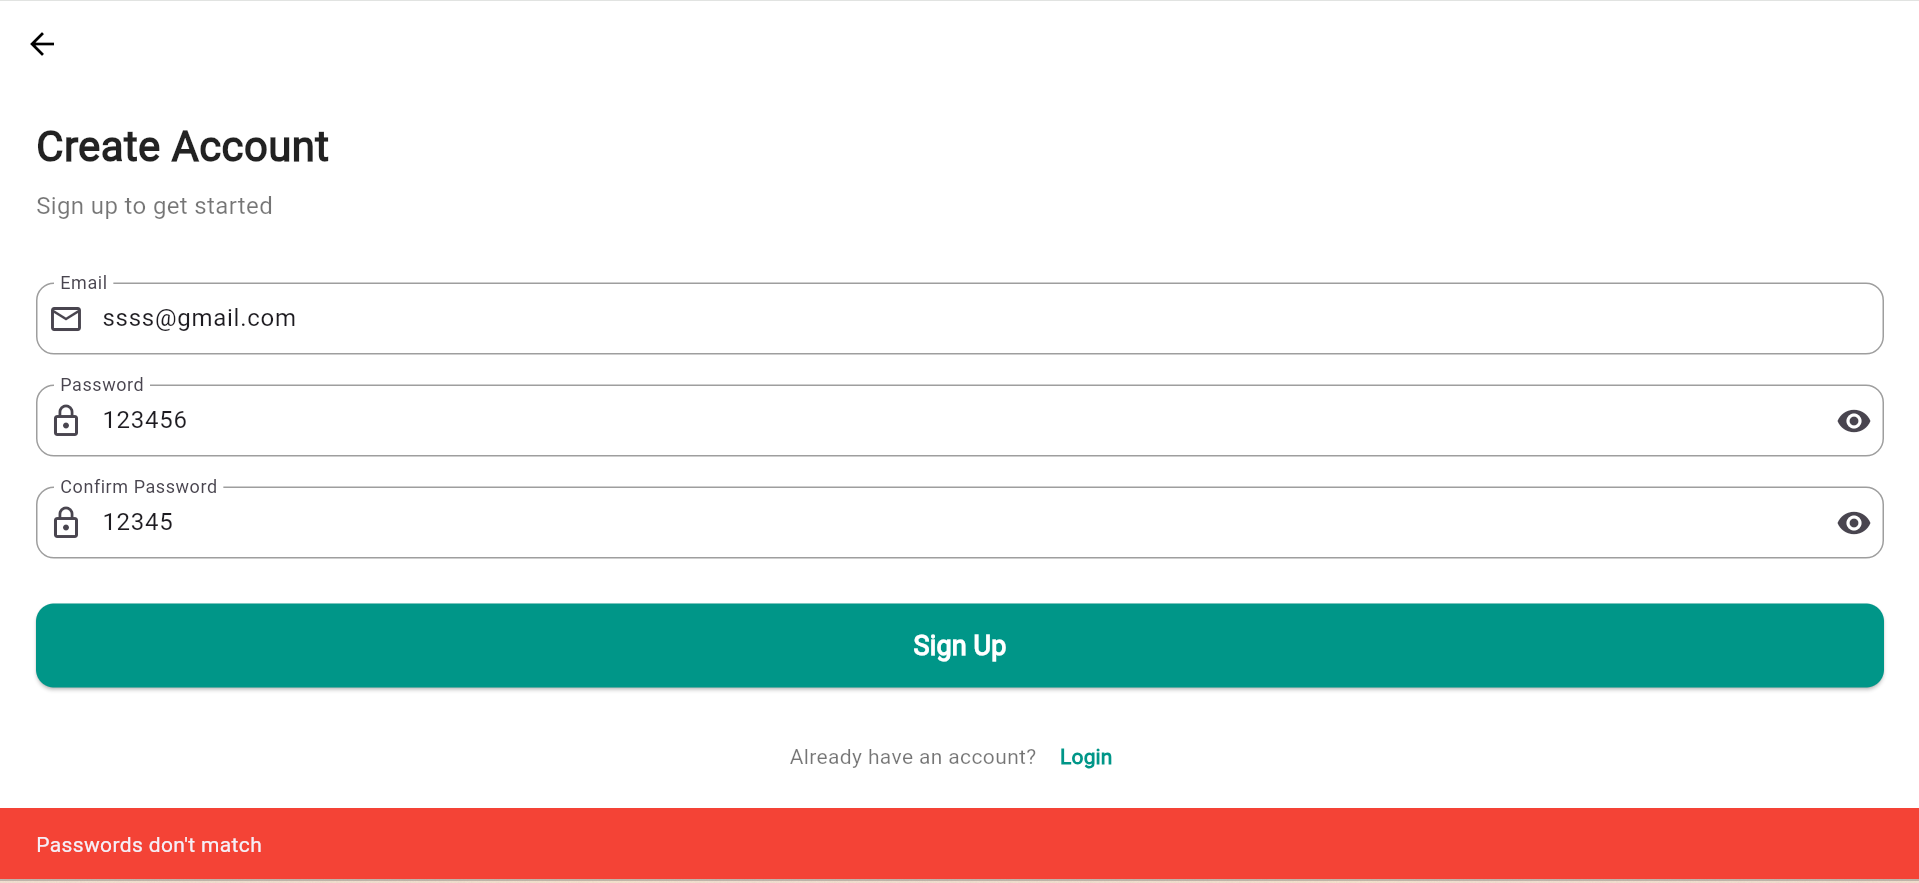 Create Account
Sign up to get started
Email
ssss@gmail.com
Password
123456
Confirm Password
12345
Sign Up
Already have an account? Login
Passwords don't match